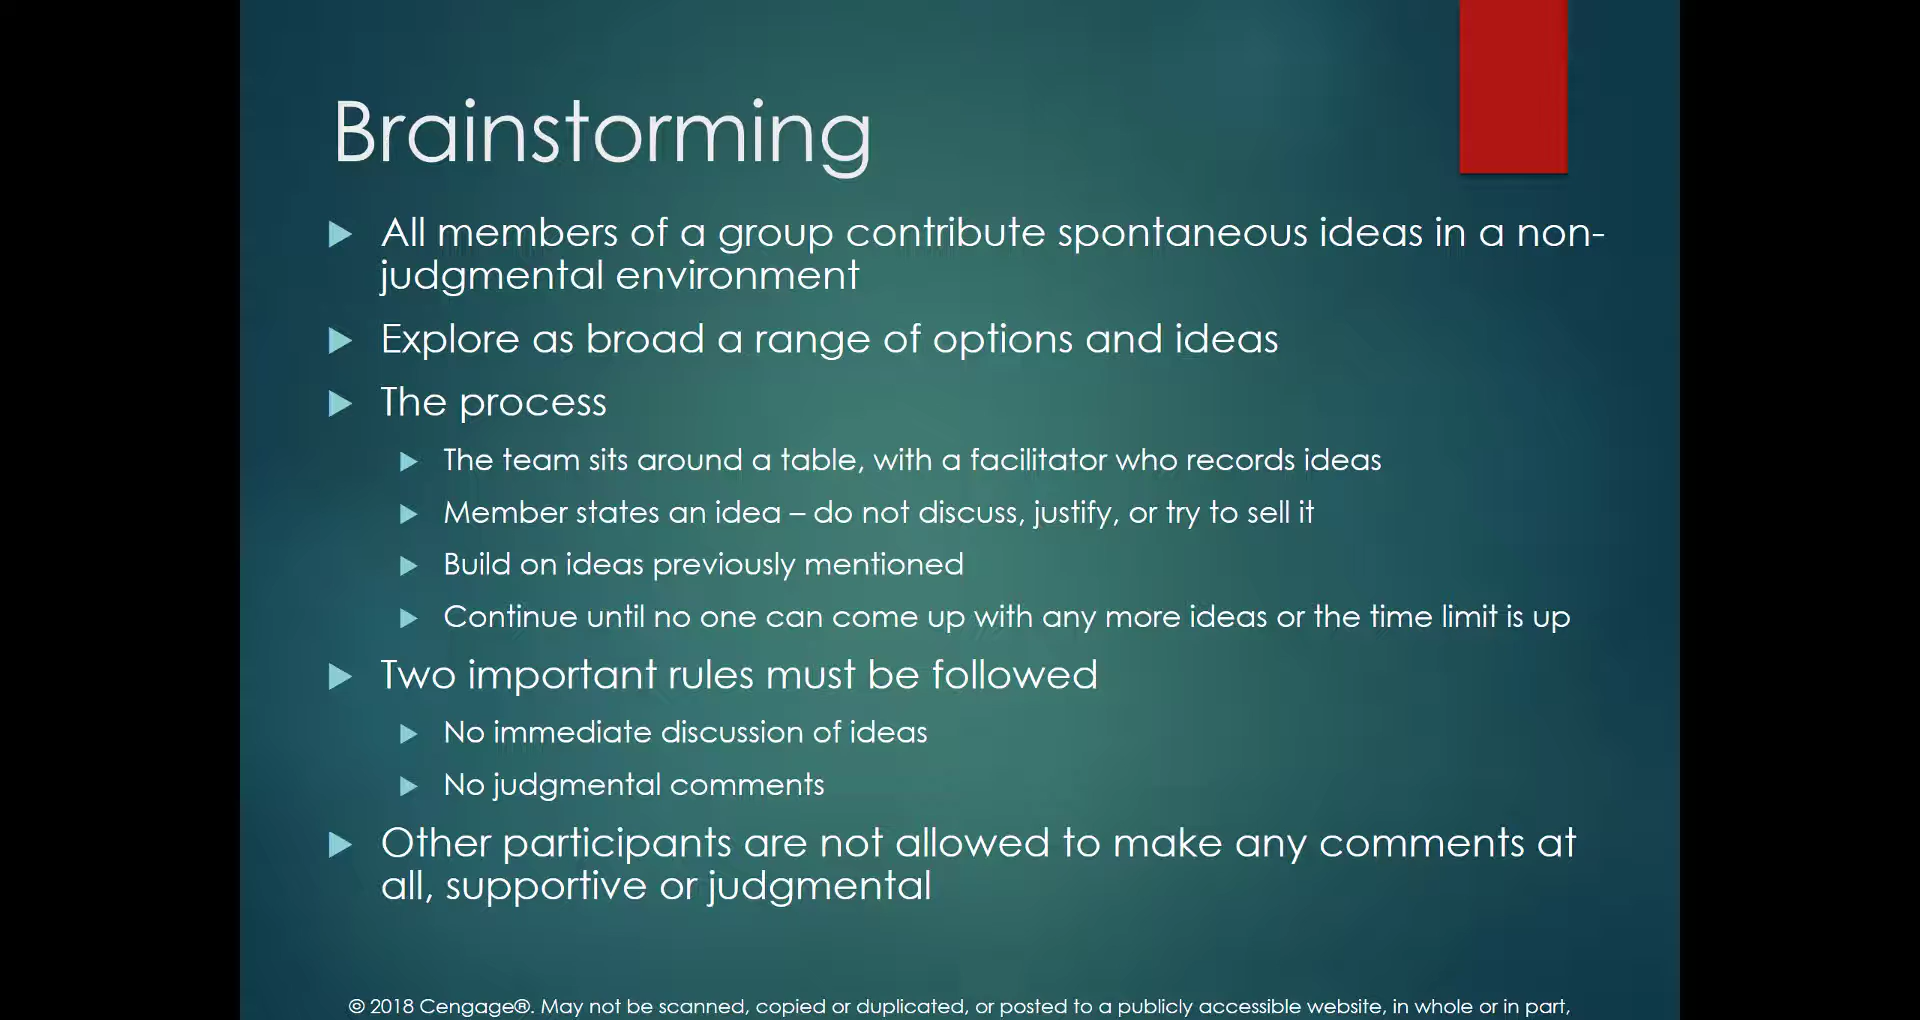 Brainstorming
All members of a group contribute spontaneous ideas in a non-
judgmental environment
Explore as broad a range of options and ideas
The process
The team sits around a table, with a facilitator who records ideas
Member states an idea – do not discuss, justify, or try to sell it
Build on ideas previously mentioned
Continue until no one can come up with any more ideas or the time limit is up
Two important rules must be followed
No immediate discussion of ideas
No judgmental comments
Other participants are not allowed to make any comments at
all, supportive or judgmental
© 2018 Cengage®. May not be scanned, copied or duplicated, or posted to a publicly accessible website, in whole or in part,